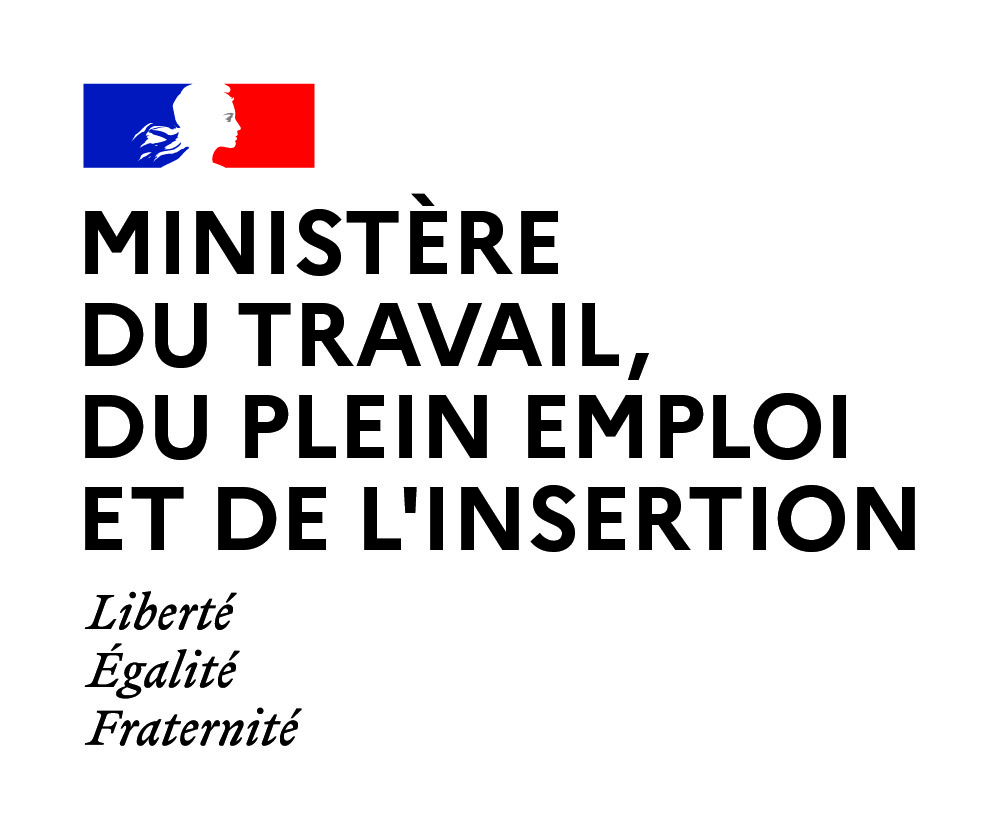 MINISTÈRE
DU TRAVAIL,
DU PLEIN EMPLOI
ET DE L'INSERTION
Liberté
Égalité
Fraternité